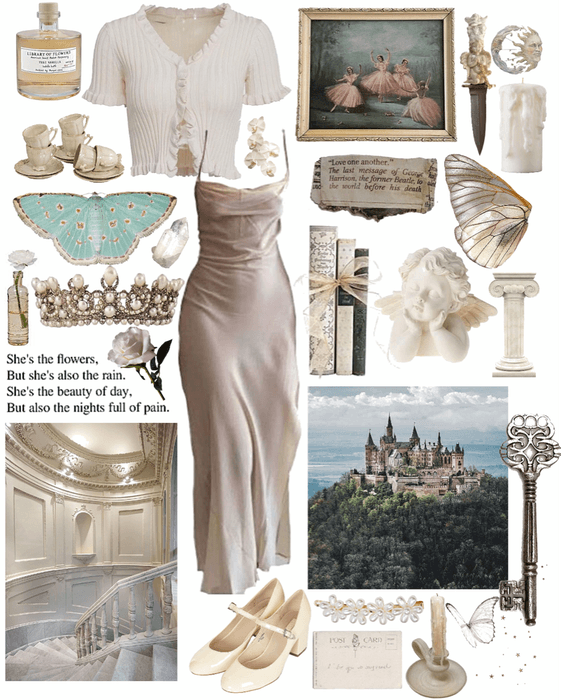 LIBRARY OF FLOWERS
"Love one another."
The last message of George
Harrison, the former Beatle, to
the world before his death
She's the flowers,
But she's also the rain.
She's the beauty of day,
But also the nights full of pain.
POST CARD